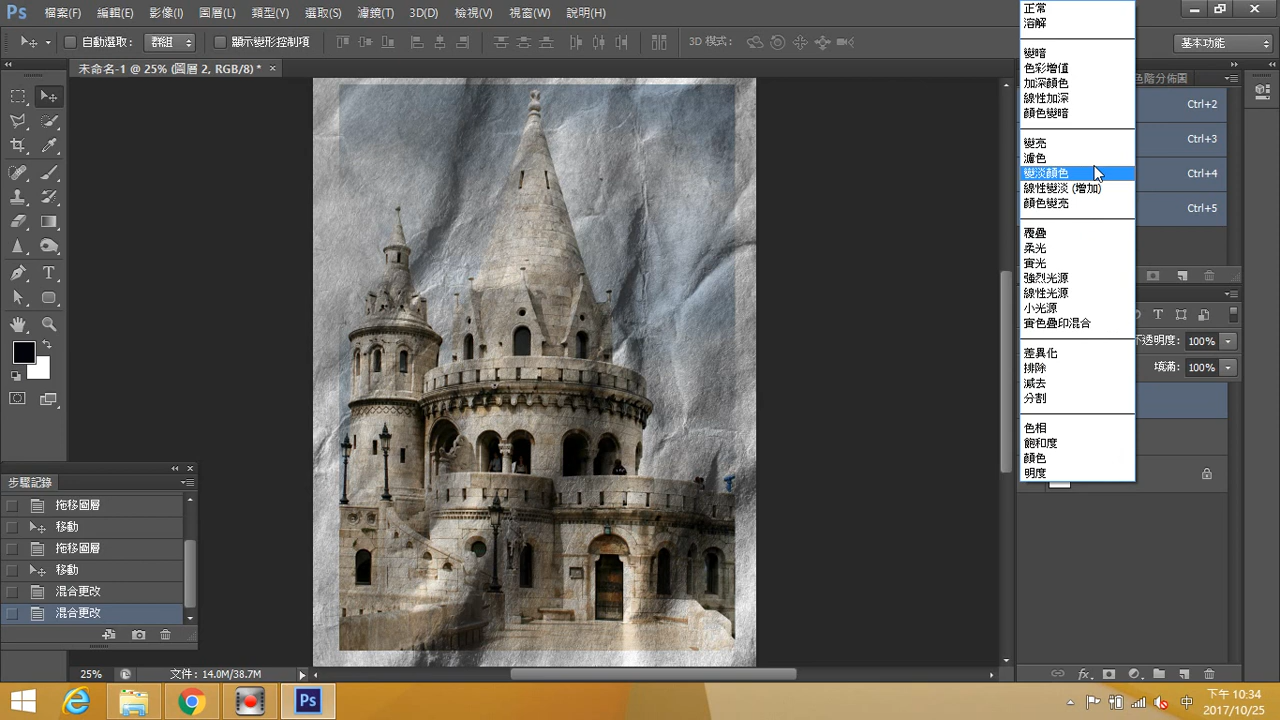 Ps 檔案(F) 編輯(E) 影像(I) 圖層(L) 類型(Y) 選取(S) 濾鏡(T) 3D(D) 檢視(V) 視窗(W) 說明(H)
自動選取： 群組 顯示變形控制項 3D 模式： 基本功能
未命名-1 @ 25% (圖層 2, RGB/8) * ×
色階分佈圖
Ctrl+2
Ctrl+3
Ctrl+4
Ctrl+5
正常
溶解
變暗
色彩增值
加深顏色
線性加深
顏色變暗
變亮
濾色
變淡顏色
線性變淡 (增加)
顏色變亮
覆疊
柔光
實光
強烈光源
線性光源
小光源
實色疊印混合
差異化
排除
減去
分割
色相
飽和度
顏色
明度
不透明度： 100%
填滿： 100%
步驟記錄
拖移圖層
移動
拖移圖層
移動
混合更改
混合更改
25% 文件：14.0M/38.7M
Ps
中
下午 10:34
2017/10/25